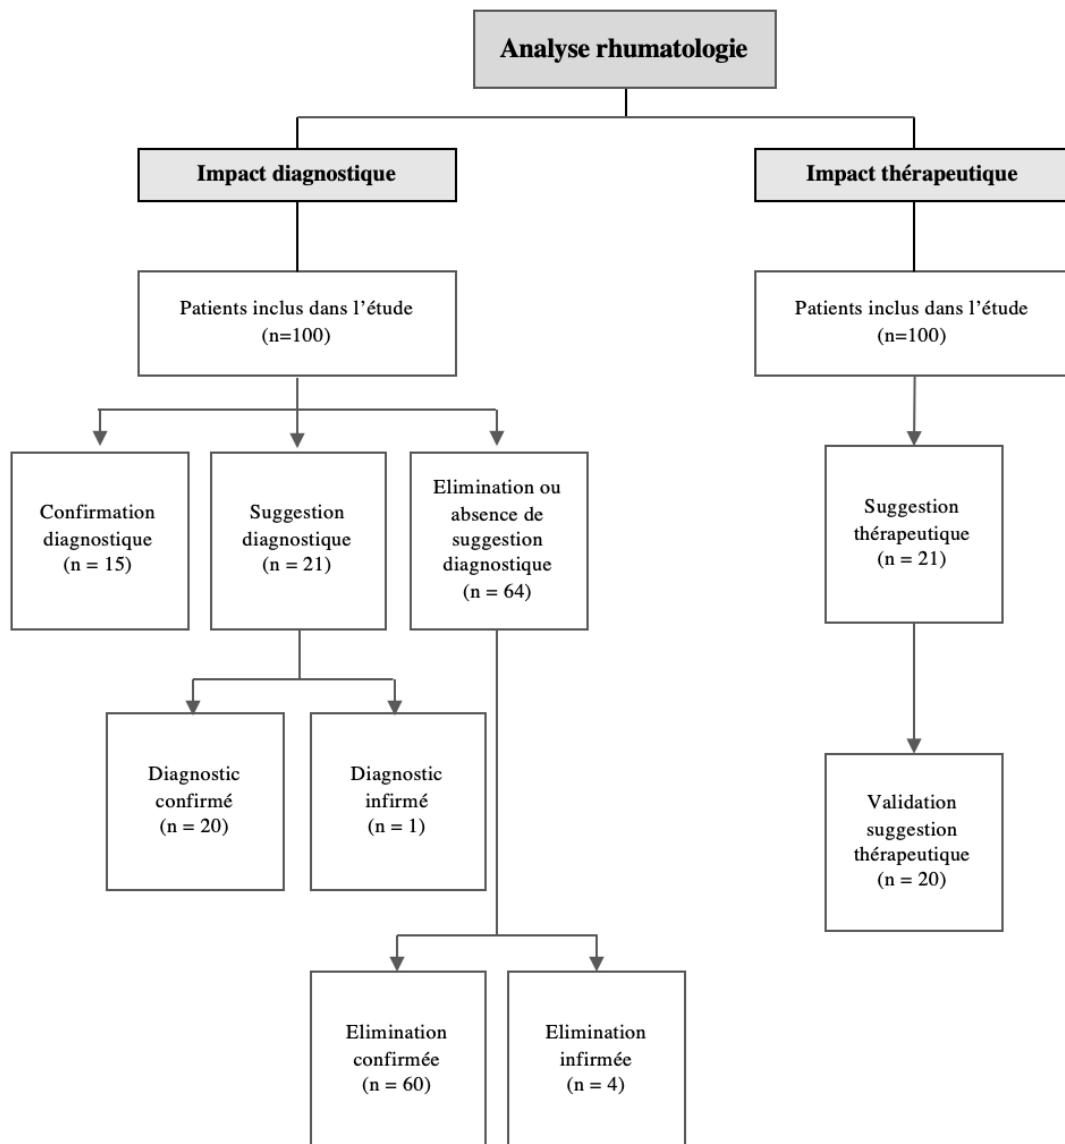 Analyse rhumatologie
Impact diagnostique
Impact thérapeutique
Patients inclus dans l’étude
(n=100)
Patients inclus dans l’étude
(n=100)
Confirmation
diagnostique
(n = 15)
Suggestion
diagnostique
(n = 21)
Elimination ou
absence de
suggestion
diagnostique
(n = 64)
Suggestion
thérapeutique
(n = 21)
Diagnostic
confirmé
(n = 20)
Diagnostic
infirmé
(n = 1)
Validation
suggestion
thérapeutique
(n = 20)
Elimination
confirmée
(n = 60)
Elimination
infirmée
(n = 4)